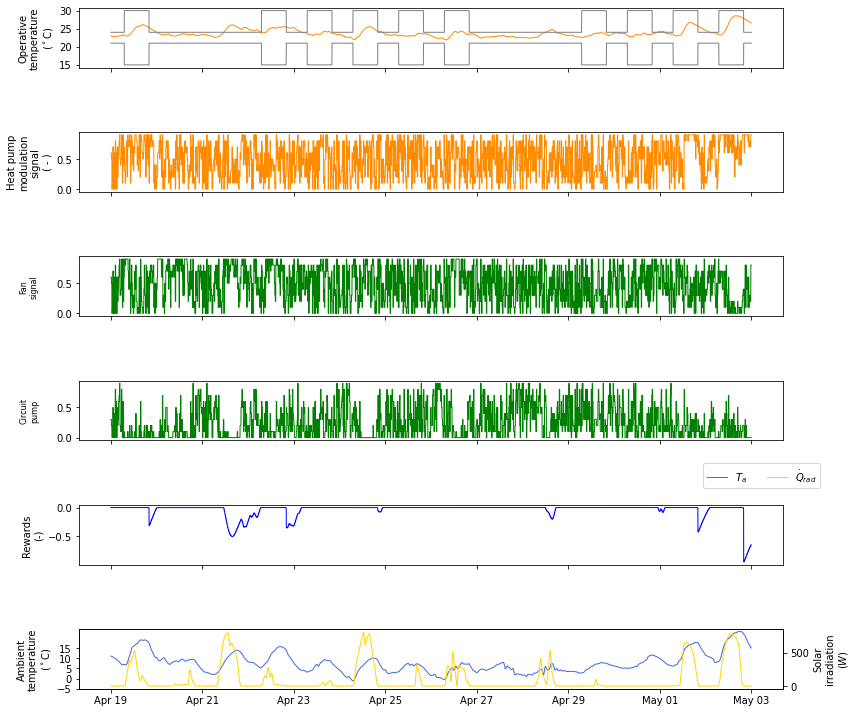 Operative
temperature
(°C)
30
25
20
15
Heat pump
modulation
signal
( - )
0.5
0.0
Fan
signal
0.5
0.0
Circuit
pump
0.5
0.0
T_a
Q̇_rad
Rewards
(-)
0.0
−0.5
Ambient
temperature
(°C)
15
10
5
0
−5
500
0
Solar
irradiation
(W)
Apr 19 Apr 21 Apr 23 Apr 25 Apr 27 Apr 29 May 01 May 03